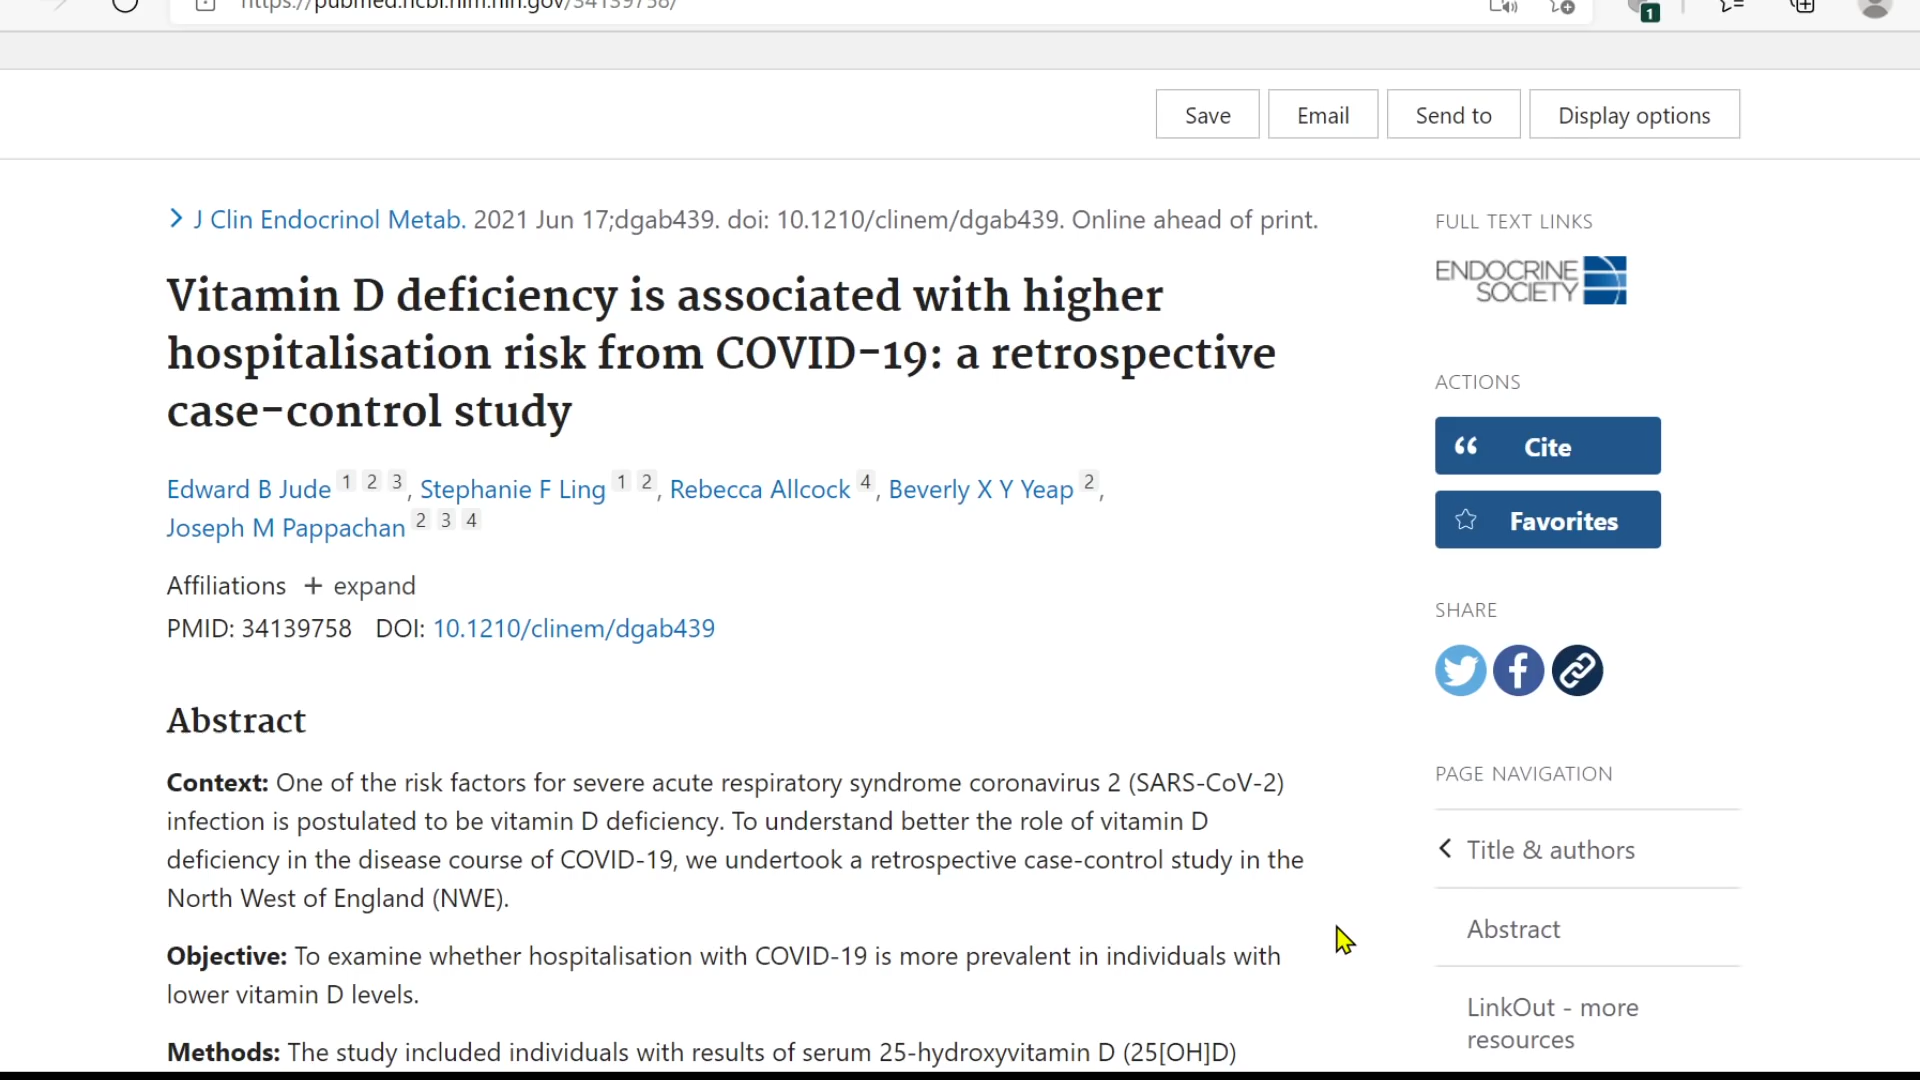 https://pubmed.ncbi.nlm.nih.gov/34139758/
1
Save Email Send to Display options
J Clin Endocrinol Metab. 2021 Jun 17;dgab439. doi: 10.1210/clinem/dgab439. Online ahead of print.
Vitamin D deficiency is associated with higher
hospitalisation risk from COVID-19: a retrospective
case-control study
Edward B Jude 1 2 3, Stephanie F Ling 1 2, Rebecca Allcock 4, Beverly X Y Yeap 2,
Joseph M Pappachan 2 3 4
Affiliations + expand
PMID: 34139758 DOI: 10.1210/clinem/dgab439
Abstract
Context: One of the risk factors for severe acute respiratory syndrome coronavirus 2 (SARS-CoV-2)
infection is postulated to be vitamin D deficiency. To understand better the role of vitamin D
deficiency in the disease course of COVID-19, we undertook a retrospective case-control study in the
North West of England (NWE).
Objective: To examine whether hospitalisation with COVID-19 is more prevalent in individuals with
lower vitamin D levels.
Methods: The study included individuals with results of serum 25-hydroxyvitamin D (25[OH]D)
FULL TEXT LINKS
ENDOCRINE
SOCIETY
ACTIONS
Cite
Favorites
SHARE
PAGE NAVIGATION
Title & authors
Abstract
LinkOut - more
resources